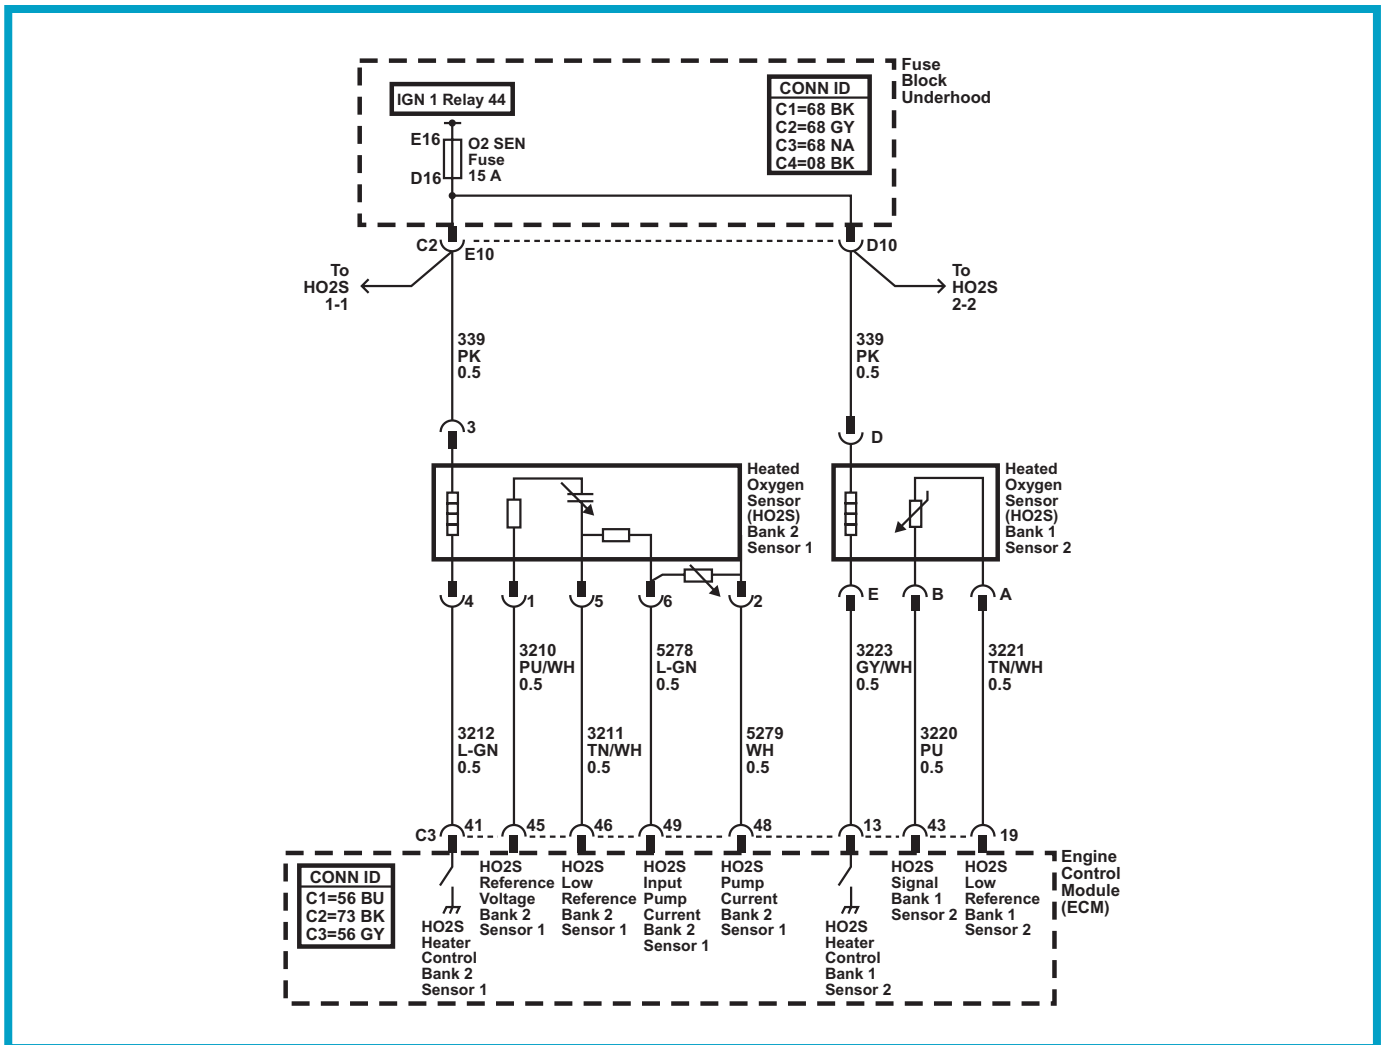 Fuse
Block
Underhood
IGN 1 Relay 44
CONN ID
C1=68 BK
C2=68 GY
C3=68 NA
C4=08 BK
E16
O2 SEN
Fuse
15 A
D16
C2
E10
D10
To
HO2S
1-1
To
HO2S
2-2
339
PK
0.5
339
PK
0.5
3
D
Heated
Oxygen
Sensor
(HO2S)
Bank 2
Sensor 1
Heated
Oxygen
Sensor
(HO2S)
Bank 1
Sensor 2
4
1
5
6
2
E
B
A
3210
PU/WH
0.5
5278
L-GN
0.5
3223
GY/WH
0.5
3221
TN/WH
0.5
3212
L-GN
0.5
3211
TN/WH
0.5
5279
WH
0.5
3220
PU
0.5
C3
41
45
46
49
48
13
43
19
Engine
Control
Module
(ECM)
CONN ID
C1=56 BU
C2=73 BK
C3=56 GY
HO2S
Heater
Control
Bank 2
Sensor 1
HO2S
Reference
Voltage
Bank 2
Sensor 1
HO2S
Low
Reference
Bank 2
Sensor 1
HO2S
Input
Pump
Current
Bank 2
Sensor 1
HO2S
Pump
Current
Bank 2
Sensor 1
HO2S
Heater
Control
Bank 1
Sensor 2
HO2S
Signal
Bank 1
Sensor 2
HO2S
Low
Reference
Bank 1
Sensor 2